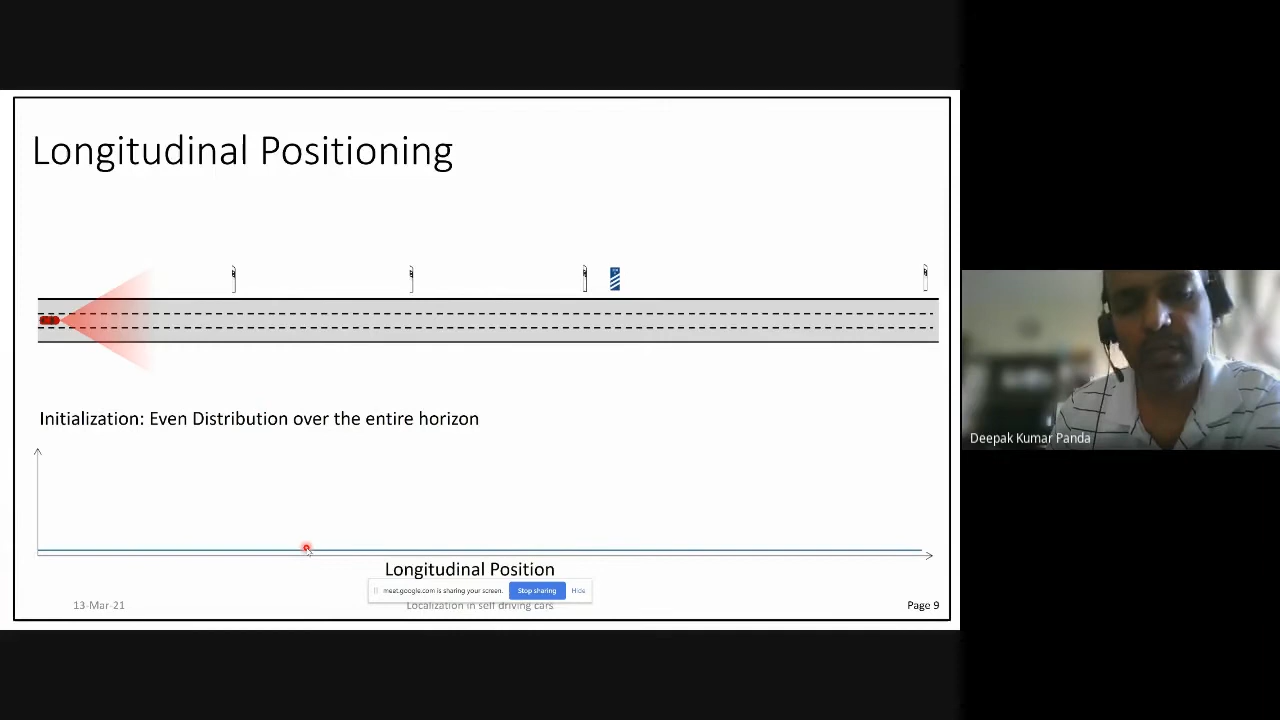 Longitudinal Positioning
Initialization: Even Distribution over the entire horizon
Longitudinal Position
meet.google.com is sharing your screen. Stop sharing Hide
13-Mar-21 Localization in self driving cars Page 9
Deepak Kumar Panda